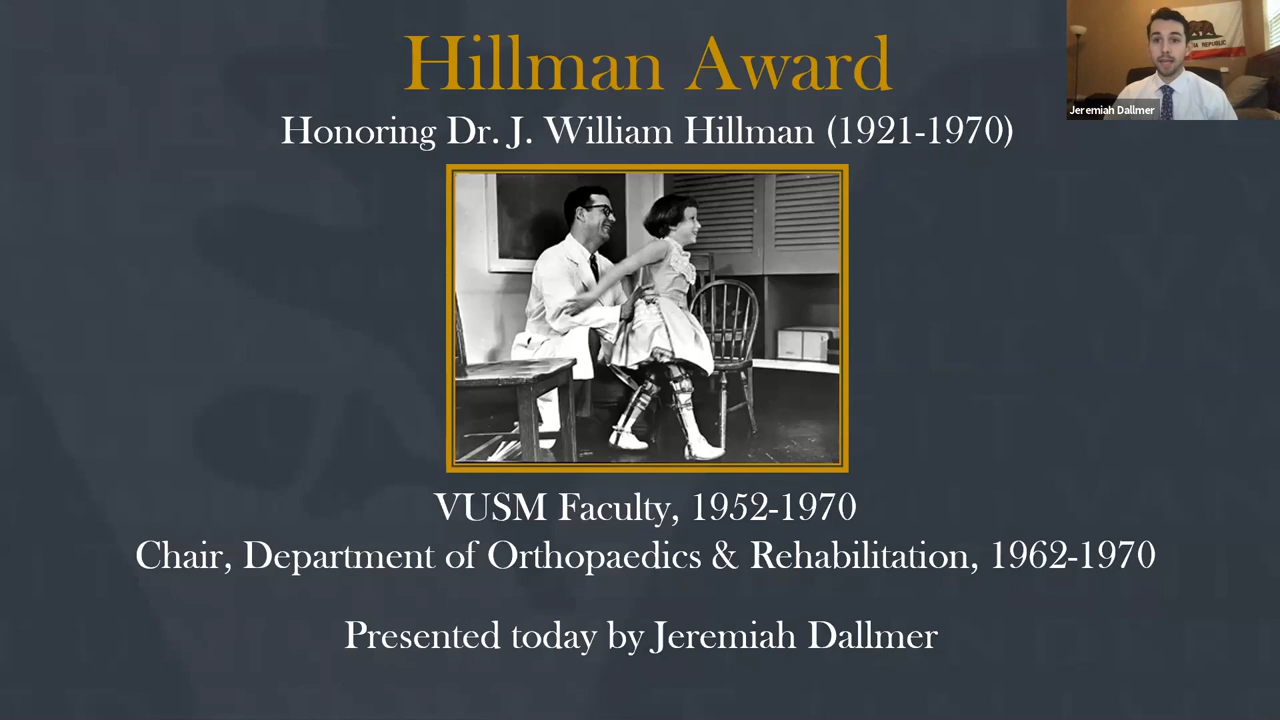 Hillman Award
Honoring Dr. J. William Hillman (1921-1970)
Jeremiah Dallmer
VUSM Faculty, 1952-1970
Chair, Department of Orthopaedics & Rehabilitation, 1962-1970
Presented today by Jeremiah Dallmer